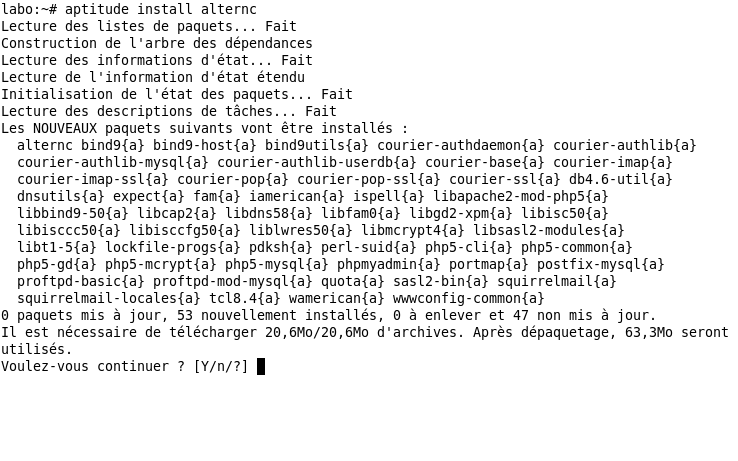 labo:~# aptitude install alternc
Lecture des listes de paquets... Fait
Construction de l'arbre des dépendances
Lecture des informations d'état... Fait
Lecture de l'information d'état étendu
Initialisation de l'état des paquets... Fait
Lecture des descriptions de tâches... Fait
Les NOUVEAUX paquets suivants vont être installés :
  alternc bind9{a} bind9-host{a} bind9utils{a} courier-authdaemon{a} courier-authlib{a}
  courier-authlib-mysql{a} courier-authlib-userdb{a} courier-base{a} courier-imap{a}
  courier-imap-ssl{a} courier-pop{a} courier-pop-ssl{a} courier-ssl{a} db4.6-util{a}
  dnsutils{a} expect{a} fam{a} iamerican{a} ispell{a} libapache2-mod-php5{a}
  libbind9-50{a} libcap2{a} libdns58{a} libfam0{a} libgd2-xpm{a} libisc50{a}
  libisccc50{a} libisccfg50{a} liblwres50{a} libmcrypt4{a} libsasl2-modules{a}
  libt1-5{a} lockfile-progs{a} pdksh{a} perl-suid{a} php5-cli{a} php5-common{a}
  php5-gd{a} php5-mcrypt{a} php5-mysql{a} phpmyadmin{a} portmap{a} postfix-mysql{a}
  proftpd-basic{a} proftpd-mod-mysql{a} quota{a} sasl2-bin{a} squirrelmail{a}
  squirrelmail-locales{a} tcl8.4{a} wamerican{a} wwwconfig-common{a}
0 paquets mis à jour, 53 nouvellement installés, 0 à enlever et 47 non mis à jour.
Il est nécessaire de télécharger 20,6Mo/20,6Mo d'archives. Après dépaquetage, 63,3Mo seront
utilisés.
Voulez-vous continuer ? [Y/n/?]